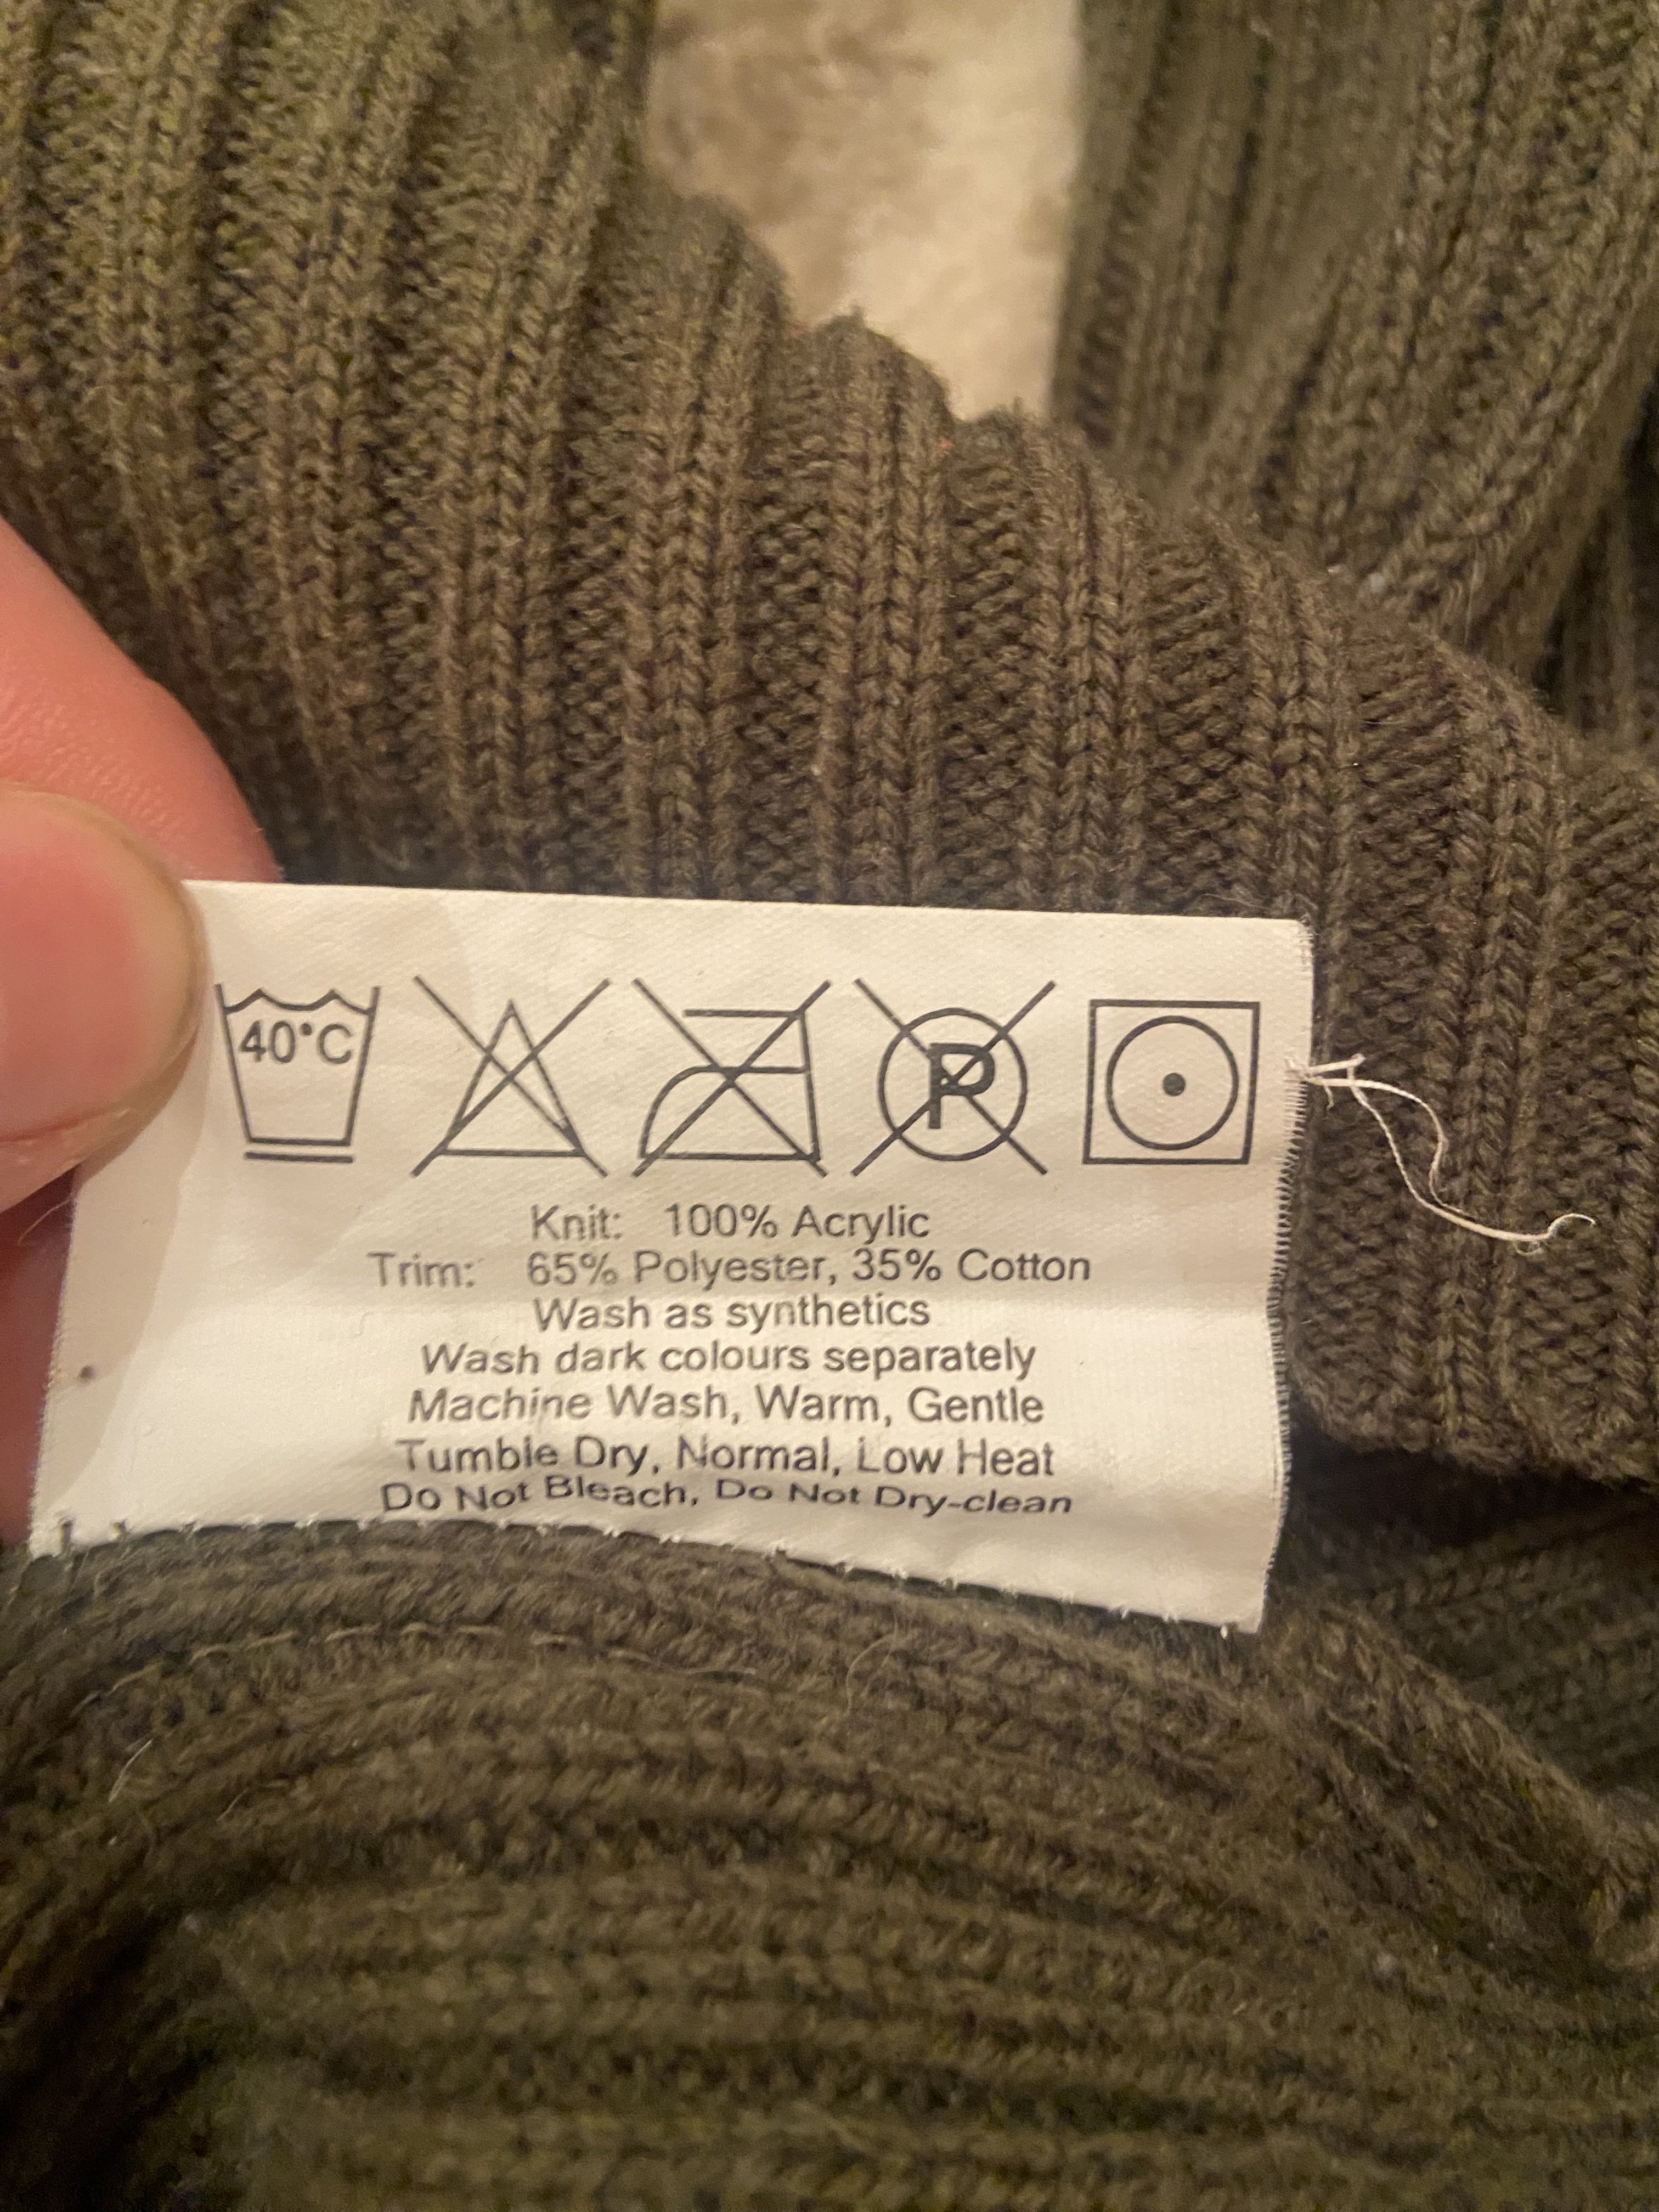 40°C
P
Knit: 100% Acrylic
Trim: 65% Polyester, 35% Cotton
Wash as synthetics
Wash dark colours separately
Machine Wash, Warm, Gentle
Tumble Dry, Normal, Low Heat
Do Not Bleach, Do Not Dry-clean